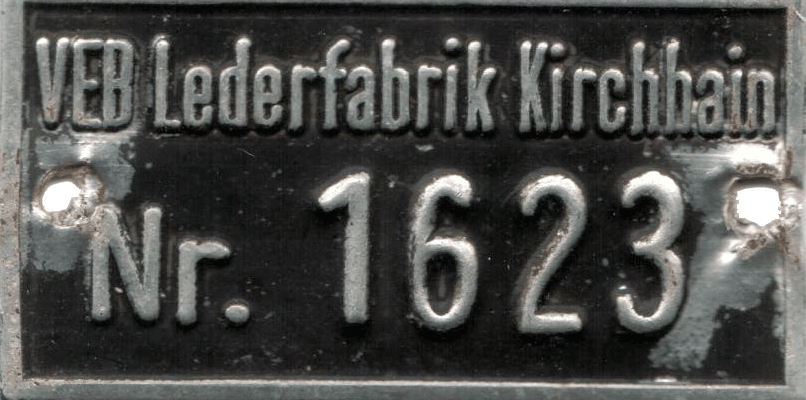 VEB Lederfabrik Kirchhain
Nr. 1623